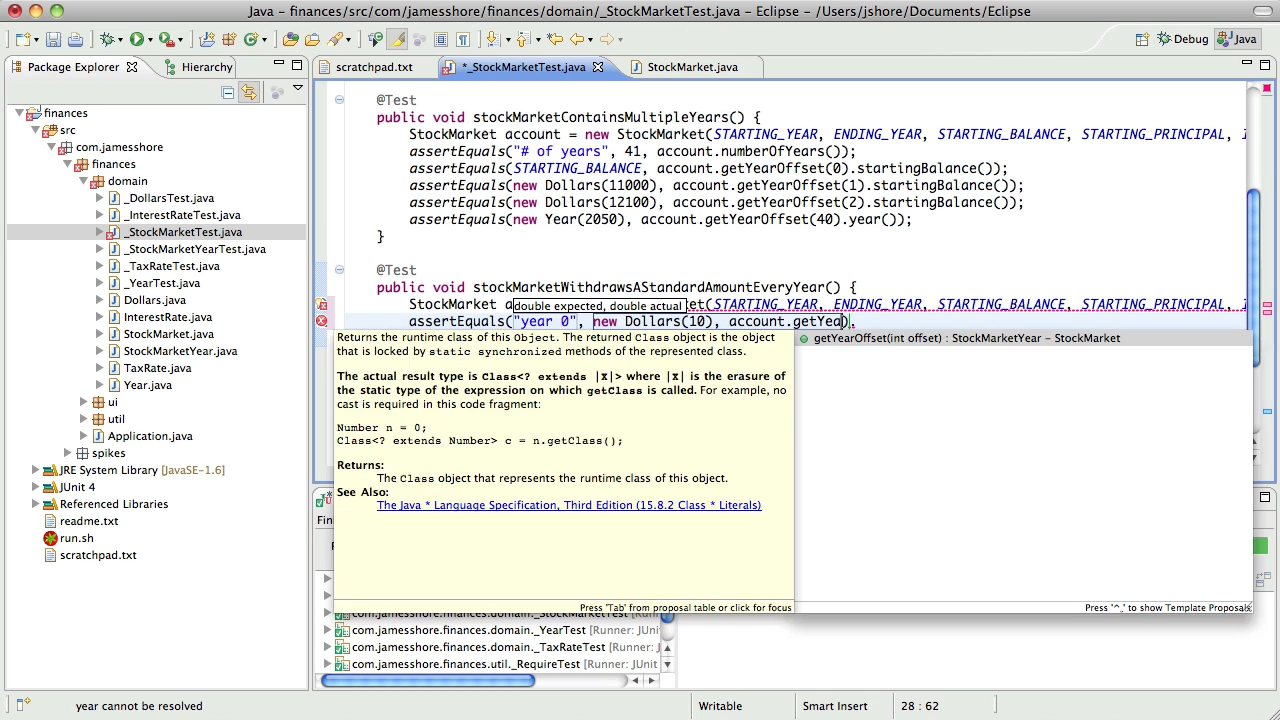 Java - finances/src/com/jamesshore/finances/domain/_StockMarketTest.java - Eclipse - /Users/jshore/Documents/Eclipse
Debug Java
Package Explorer Hierarchy
scratchpad.txt *_StockMarketTest.java StockMarket.java
finances
src
com.jamesshore
finances
domain
_DollarsTest.java
_InterestRateTest.java
_StockMarketTest.java
_StockMarketYearTest.java
_TaxRateTest.java
_YearTest.java
Dollars.java
InterestRate.java
StockMarket.java
StockMarketYear.java
TaxRate.java
Year.java
ui
util
Application.java
spikes
JRE System Library [JavaSE-1.6]
JUnit 4
Referenced Libraries
readme.txt
run.sh
scratchpad.txt
@Test
public void stockMarketContainsMultipleYears() {
StockMarket account = new StockMarket(STARTING_YEAR, ENDING_YEAR, STARTING_BALANCE, STARTING_PRINCIPAL, I
assertEquals("# of years", 41, account.numberOfYears());
assertEquals(STARTING_BALANCE, account.getYearOffset(0).startingBalance());
assertEquals(new Dollars(11000), account.getYearOffset(1).startingBalance());
assertEquals(new Dollars(12100), account.getYearOffset(2).startingBalance());
assertEquals(new Year(2050), account.getYearOffset(40).year());
}
@Test
public void stockMarketWithdrawsAStandardAmountEveryYear() {
StockMarket a double expected, double actual et(STARTING_YEAR, ENDING_YEAR, STARTING_BALANCE, STARTING_PRINCIPAL, I
assertEquals("year 0", new Dollars(10), account.getYea)
Returns the runtime class of this Object. The returned Class object is the object
that is locked by static synchronized methods of the represented class.
The actual result type is Class<? extends |X|> where |X| is the erasure of
the static type of the expression on which getClass is called. For example, no
cast is required in this code fragment:
Number n = 0;
Class<? extends Number> c = n.getClass();
Returns:
The Class object that represents the runtime class of this object.
See Also:
The Java * Language Specification, Third Edition (15.8.2 Class * Literals)
Press 'Tab' from proposal table or click for focus
getYearOffset(int offset) : StockMarketYear - StockMarket
Press '^␣' to show Template Proposals
Fin
com.jamesshore.finances.domain._StockMarketTest [Runner:
com.jamesshore.finances.domain._YearTest [Runner: JUnit
com.jamesshore.finances.domain._TaxRateTest [Runner: JU
com.jamesshore.finances.util._RequireTest [Runner: JUnit
year cannot be resolved Writable Smart Insert 28 : 62